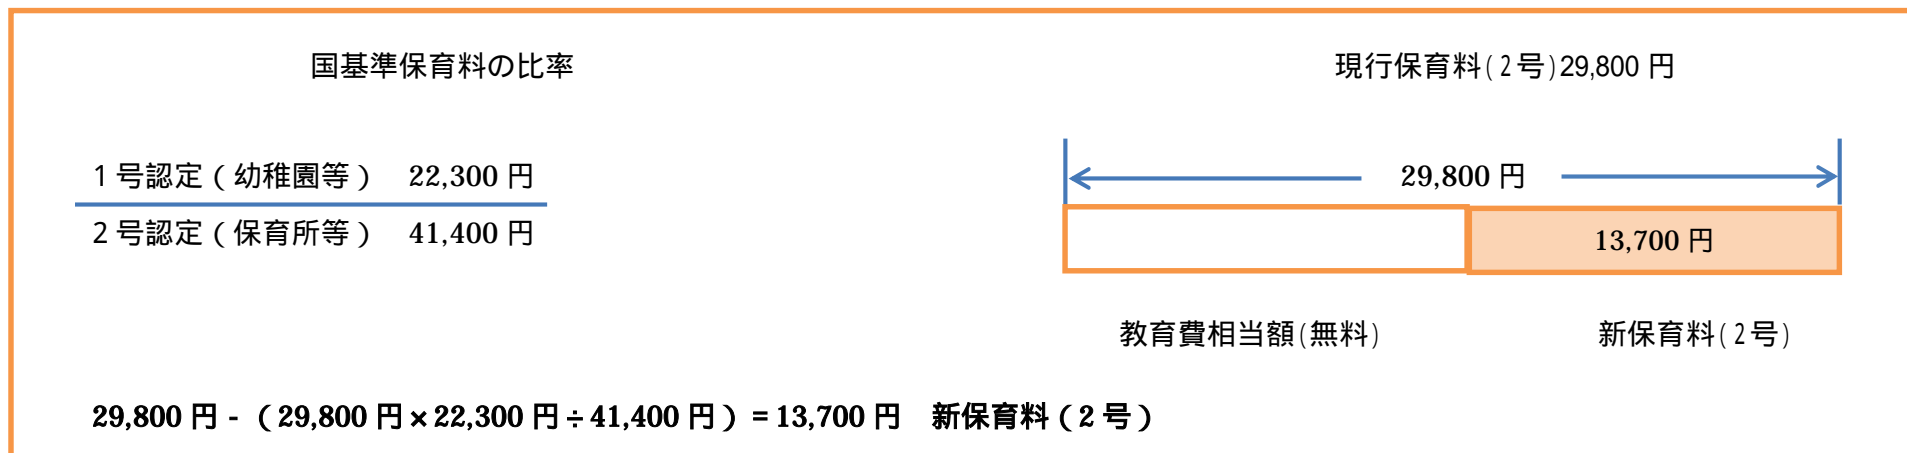 国基準保育料の比率
現行保育料(2号)29,800 円
1号認定(幼稚園等) 22,300 円
2号認定(保育所等) 41,400 円
29,800 円
13,700 円
教育費相当額(無料)
新保育料(2号)
29,800 円 - (29,800 円×22,300 円÷41,400 円)=13,700 円 新保育料(2号)